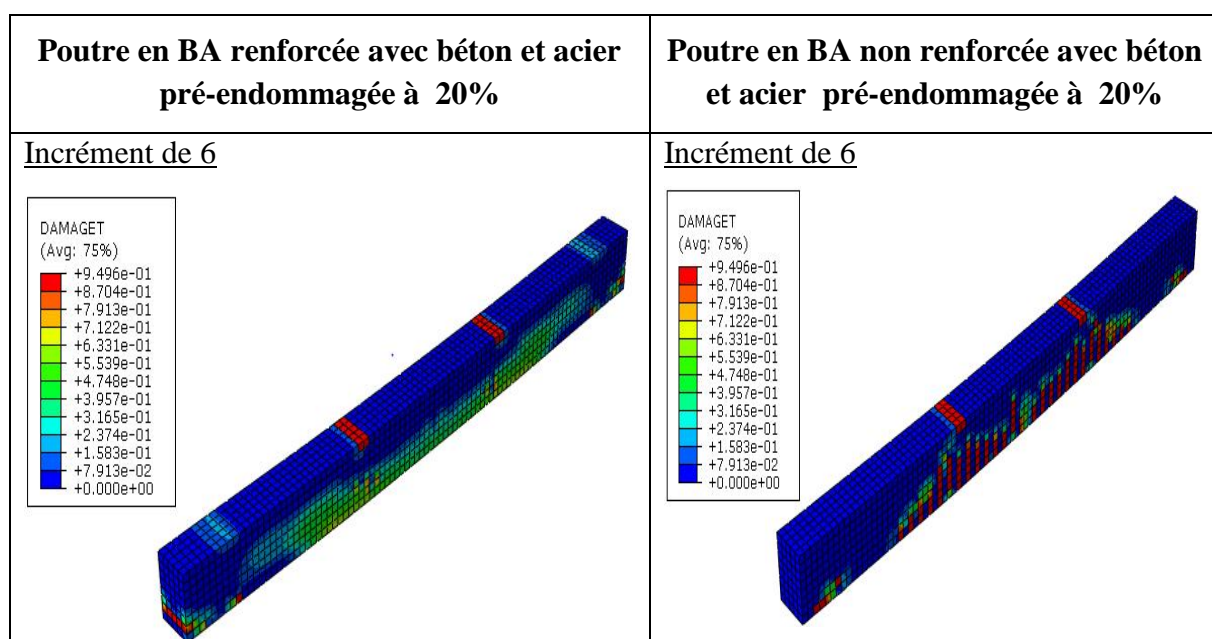 Poutre en BA renforcée avec béton et acier
pré-endommagée à 20%
Poutre en BA non renforcée avec béton
et acier pré-endommagée à 20%
Incrément de 6
DAMAGET
(Avg: 75%)
+9.496e-01
+8.704e-01
+7.913e-01
+7.122e-01
+6.331e-01
+5.539e-01
+4.748e-01
+3.957e-01
+3.165e-01
+2.374e-01
+1.583e-01
+7.913e-02
+0.000e+00
Incrément de 6
DAMAGET
(Avg: 75%)
+9.496e-01
+8.704e-01
+7.913e-01
+7.122e-01
+6.331e-01
+5.539e-01
+4.748e-01
+3.957e-01
+3.165e-01
+2.374e-01
+1.583e-01
+7.913e-02
+0.000e+00